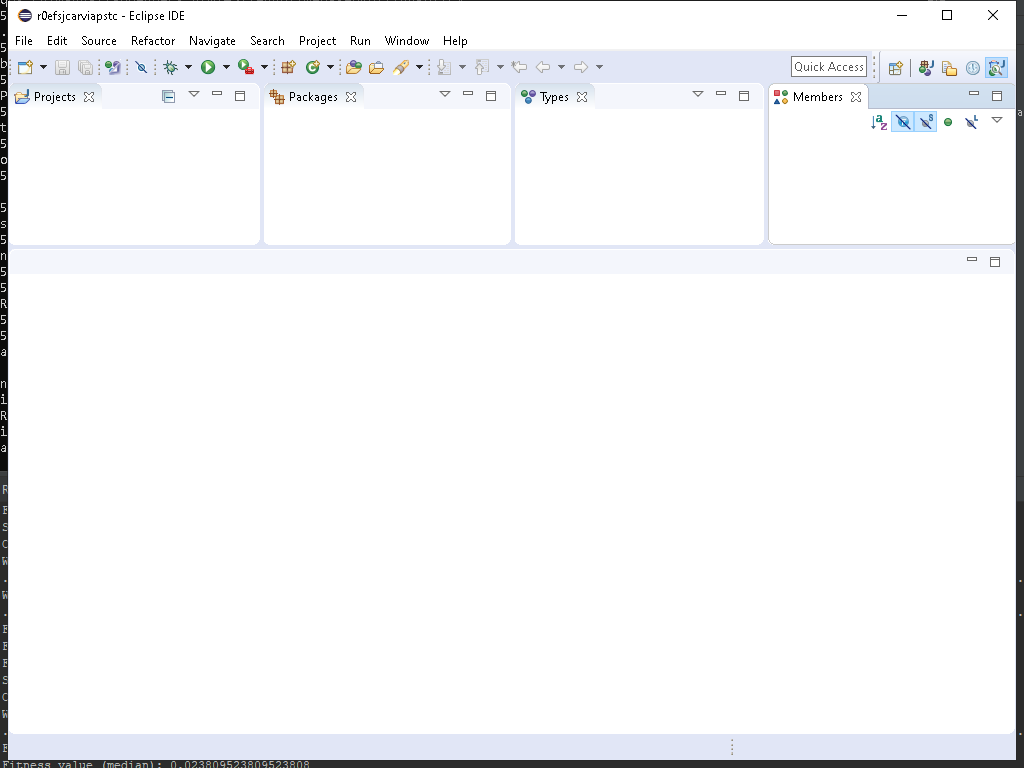 r0efsjcarviapstc - Eclipse IDE
File Edit Source Refactor Navigate Search Project Run Window Help
Quick Access
Projects Packages Types Members
Fitness value (median): 0.023809523809523808